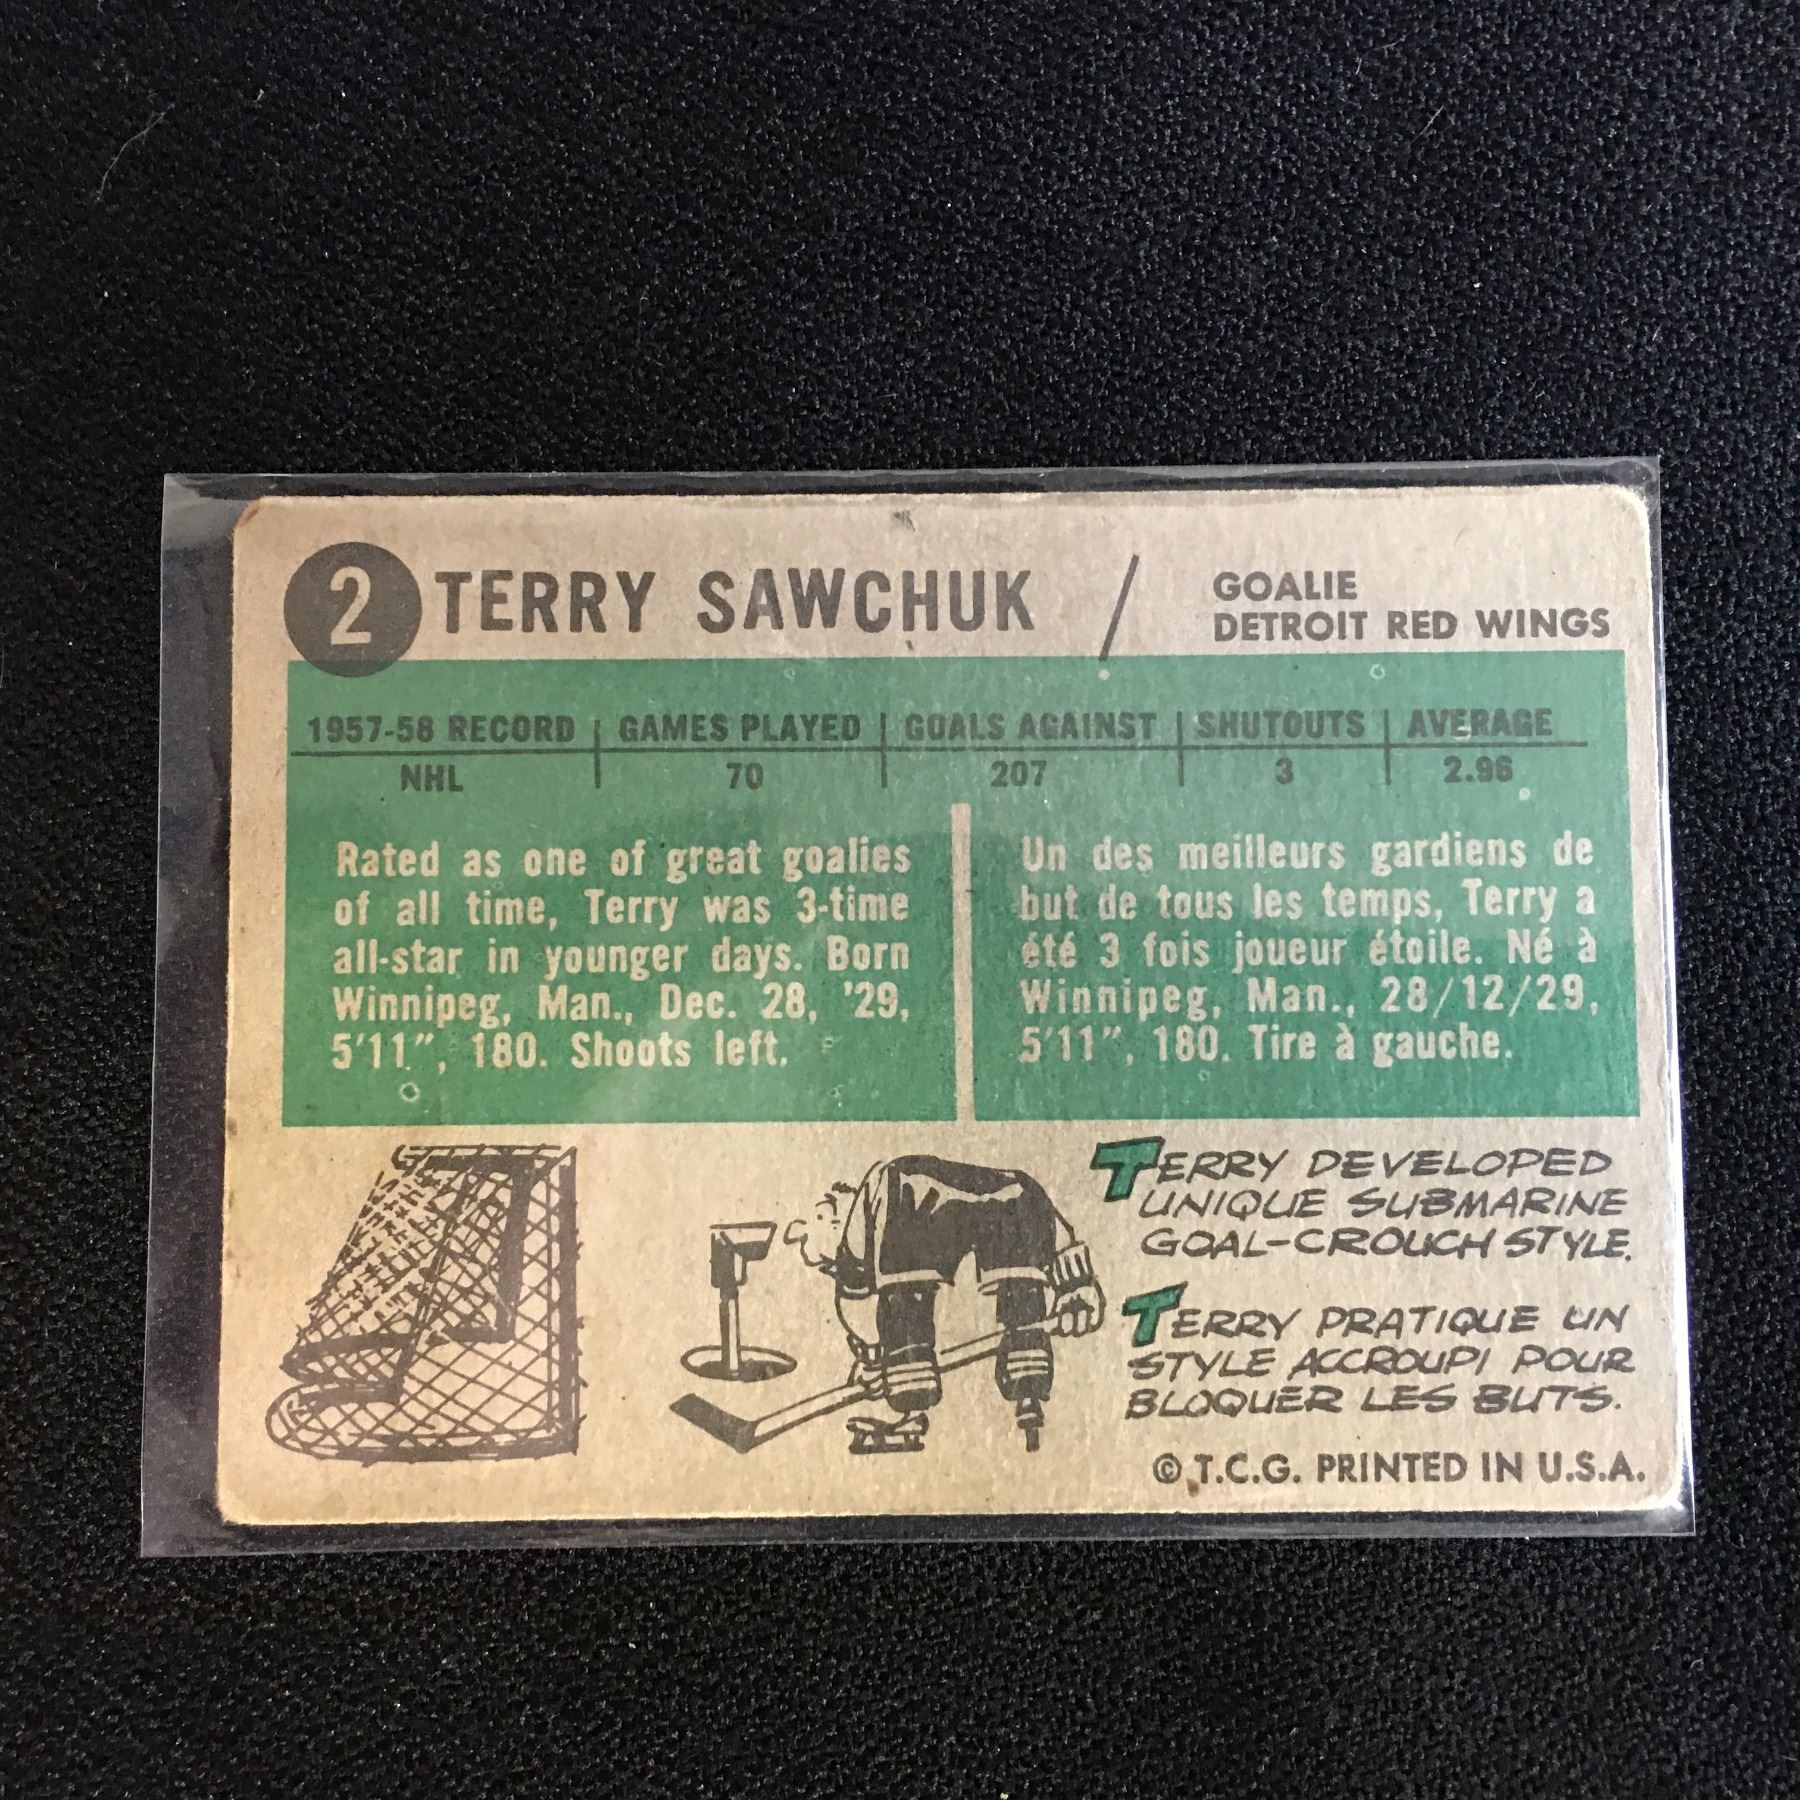 2 TERRY SAWCHUK / GOALIE
DETROIT RED WINGS
1957-58 RECORD | GAMES PLAYED | GOALS AGAINST | SHUTOUTS | AVERAGE
NHL | 70 | 207 | 3 | 2.96
Rated as one of great goalies
of all time, Terry was 3-time
all-star in younger days. Born
Winnipeg, Man., Dec. 28, '29,
5'11", 180. Shoots left.
Un des meilleurs gardiens de
but de tous les temps, Terry a
été 3 fois joueur étoile. Né à
Winnipeg, Man., 28/12/29,
5'11", 180. Tire à gauche.
TERRY DEVELOPED
UNIQUE SUBMARINE
GOAL-CROUCH STYLE.
TERRY PRATIQUE UN
STYLE ACCROUPI POUR
BLOQUER LES BUTS.
© T.C.G. PRINTED IN U.S.A.